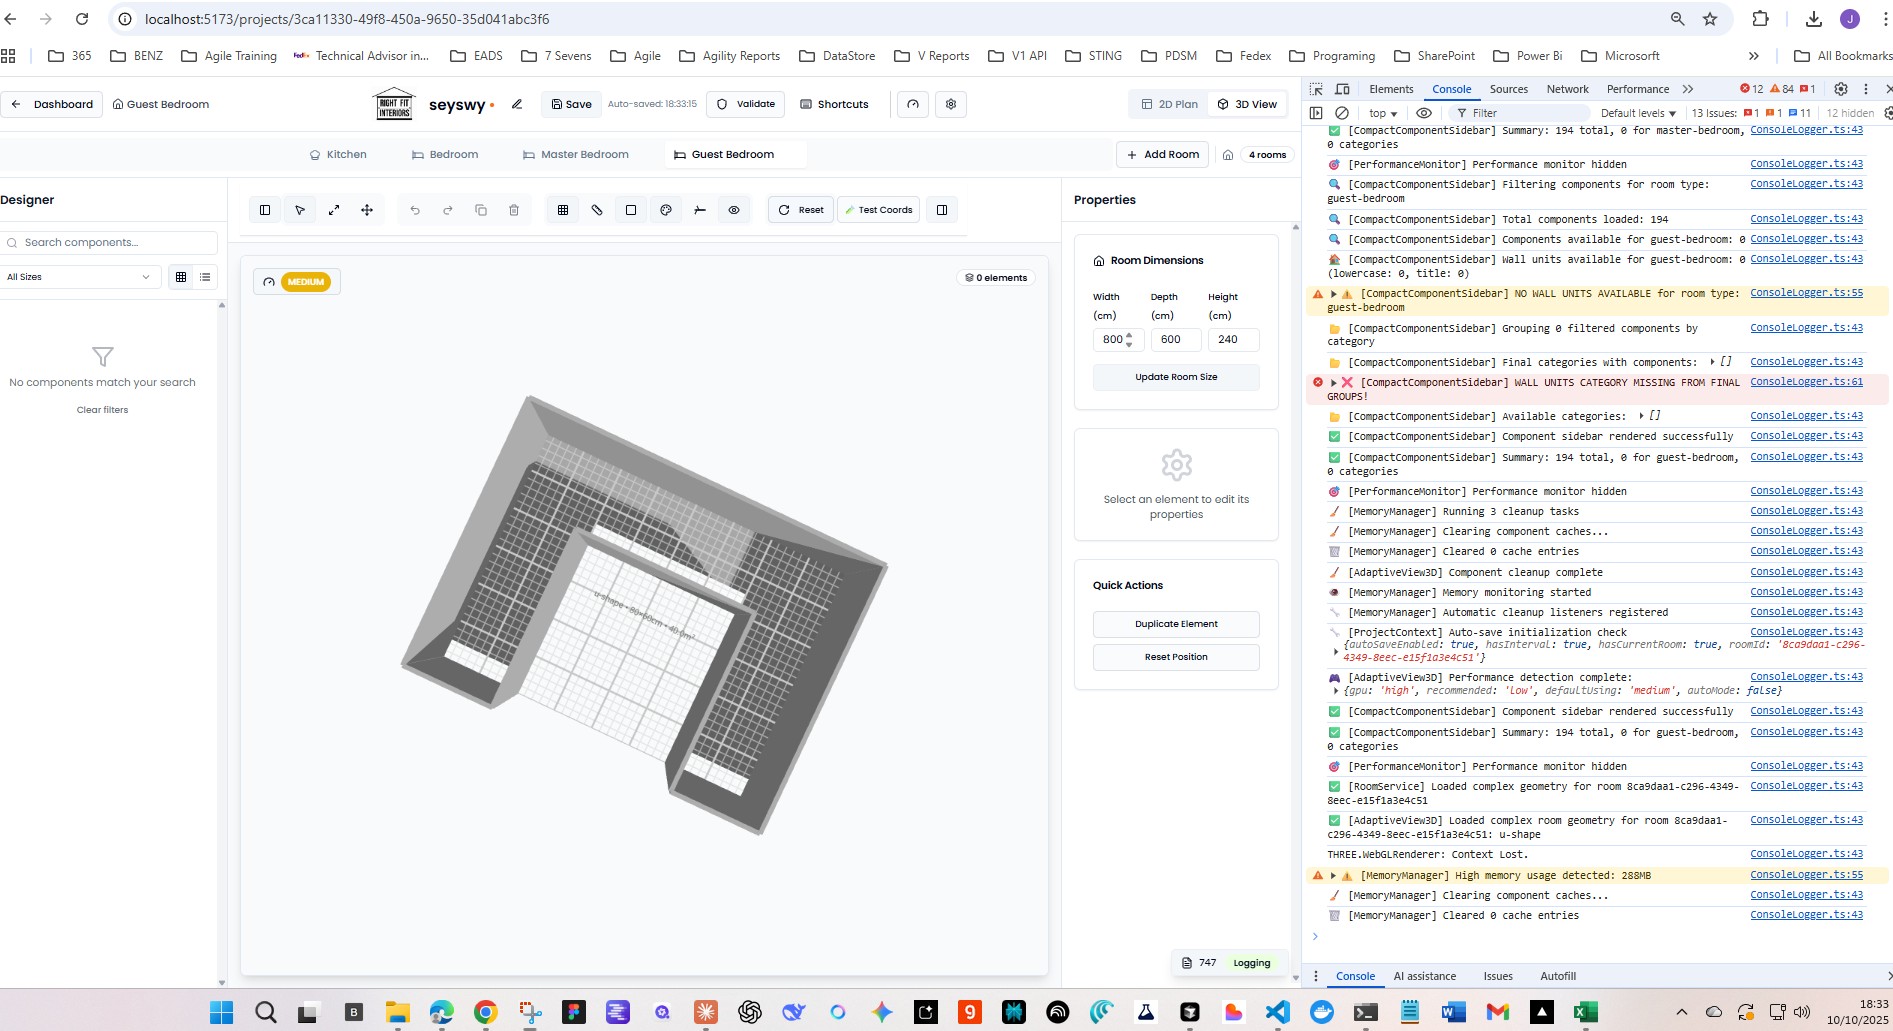 localhost:5173/projects/3ca11330-49f8-450a-9650-35d041abc3f6
J
365 BENZ Agile Training FedEx Technical Advisor in... EADS 7 Sevens Agile Agility Reports DataStore V Reports V1 API STING PDSM Fedex Programing SharePoint Power Bi Microsorft » All Bookmarks
Dashboard Guest Bedroom
RIGHT FIT
INTERIORS
seyswy Save Auto-saved: 18:33:15 Validate Shortcuts 2D Plan 3D View
Kitchen Bedroom Master Bedroom Guest Bedroom + Add Room 4 rooms
Designer
Search components...
All Sizes
No components match your search
Clear filters
Reset Test Coords
MEDIUM
0 elements
u-shape • 80×60cm • 40.0m²
Properties
Room Dimensions
Width (cm) Depth (cm) Height (cm)
800 600 240
Update Room Size
Select an element to edit its
properties
Quick Actions
Duplicate Element
Reset Position
747 Logging
Elements Console Sources Network Performance » 12 84 1
top Filter Default levels 13 Issues: 1 1 11 12 hidden
[CompactComponentSidebar] Summary: 194 total, 0 for master-bedroom, ConsoleLogger.ts:43
0 categories
[PerformanceMonitor] Performance monitor hidden ConsoleLogger.ts:43
[CompactComponentSidebar] Filtering components for room type: ConsoleLogger.ts:43
guest-bedroom
[CompactComponentSidebar] Total components loaded: 194 ConsoleLogger.ts:43
[CompactComponentSidebar] Components available for guest-bedroom: 0 ConsoleLogger.ts:43
[CompactComponentSidebar] Wall units available for guest-bedroom: 0 ConsoleLogger.ts:43
(lowercase: 0, title: 0)
[CompactComponentSidebar] NO WALL UNITS AVAILABLE for room type: ConsoleLogger.ts:55
guest-bedroom
[CompactComponentSidebar] Grouping 0 filtered components by ConsoleLogger.ts:43
category
[CompactComponentSidebar] Final categories with components: ▶ [] ConsoleLogger.ts:43
[CompactComponentSidebar] WALL UNITS CATEGORY MISSING FROM FINAL ConsoleLogger.ts:61
GROUPS!
[CompactComponentSidebar] Available categories: ▶ [] ConsoleLogger.ts:43
[CompactComponentSidebar] Component sidebar rendered successfully ConsoleLogger.ts:43
[CompactComponentSidebar] Summary: 194 total, 0 for guest-bedroom, ConsoleLogger.ts:43
0 categories
[PerformanceMonitor] Performance monitor hidden ConsoleLogger.ts:43
[MemoryManager] Running 3 cleanup tasks ConsoleLogger.ts:43
[MemoryManager] Clearing component caches... ConsoleLogger.ts:43
[MemoryManager] Cleared 0 cache entries ConsoleLogger.ts:43
[AdaptiveView3D] Component cleanup complete ConsoleLogger.ts:43
[MemoryManager] Memory monitoring started ConsoleLogger.ts:43
[MemoryManager] Automatic cleanup listeners registered ConsoleLogger.ts:43
[ProjectContext] Auto-save initialization check ConsoleLogger.ts:43
{autoSaveEnabled: true, hasInterval: true, hasCurrentRoom: true, roomId: '8ca9daa1-c296-
4349-8eec-e15f1a3e4c51'}
[AdaptiveView3D] Performance detection complete: ConsoleLogger.ts:43
{gpu: 'high', recommended: 'low', defaultUsing: 'medium', autoMode: false}
[CompactComponentSidebar] Component sidebar rendered successfully ConsoleLogger.ts:43
[CompactComponentSidebar] Summary: 194 total, 0 for guest-bedroom, ConsoleLogger.ts:43
0 categories
[PerformanceMonitor] Performance monitor hidden ConsoleLogger.ts:43
[RoomService] Loaded complex geometry for room 8ca9daa1-c296-4349- ConsoleLogger.ts:43
8eec-e15f1a3e4c51
[AdaptiveView3D] Loaded complex room geometry for room 8ca9daa1- ConsoleLogger.ts:43
c296-4349-8eec-e15f1a3e4c51: u-shape
THREE.WebGLRenderer: Context Lost. ConsoleLogger.ts:43
[MemoryManager] High memory usage detected: 288MB ConsoleLogger.ts:55
[MemoryManager] Clearing component caches... ConsoleLogger.ts:43
[MemoryManager] Cleared 0 cache entries ConsoleLogger.ts:43
Console AI assistance Issues Autofill
18:33
10/10/2025